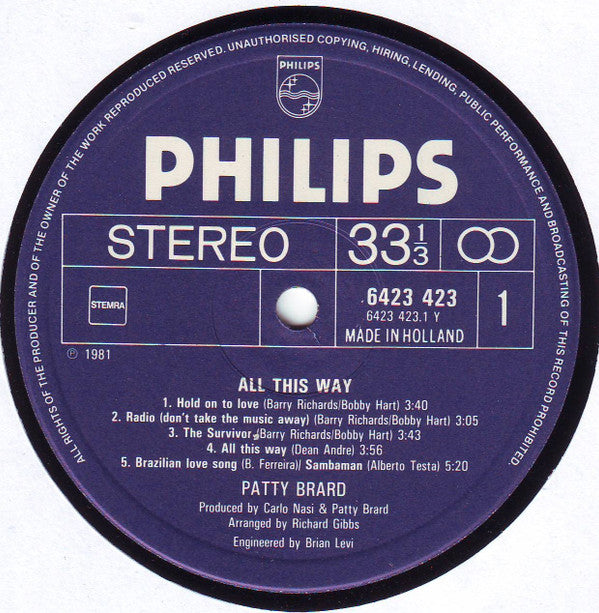 ALL RIGHTS OF THE PRODUCER AND OF THE OWNER OF THE WORK REPRODUCED RESERVED. UNAUTHORISED COPYING, HIRING, LENDING, PUBLIC PERFORMANCE AND BROADCASTING OF THIS RECORD PROHIBITED.
PHILIPS
PHILIPS
STEREO 33 1/3
STEMRA
6423 423
6423 423.1 Y
MADE IN HOLLAND
1
℗ 1981
ALL THIS WAY
1. Hold on to love (Barry Richards/Bobby Hart) 3:40
2. Radio (don't take the music away) (Barry Richards/Bobby Hart) 3:05
3. The Survivor (Barry Richards/Bobby Hart) 3:43
4. All this way (Dean Andre) 3:56
5. Brazilian love song (B. Ferreira)/ Sambaman (Alberto Testa) 5:20
PATTY BRARD
Produced by Carlo Nasi & Patty Brard
Arranged by Richard Gibbs
Engineered by Brian Levi